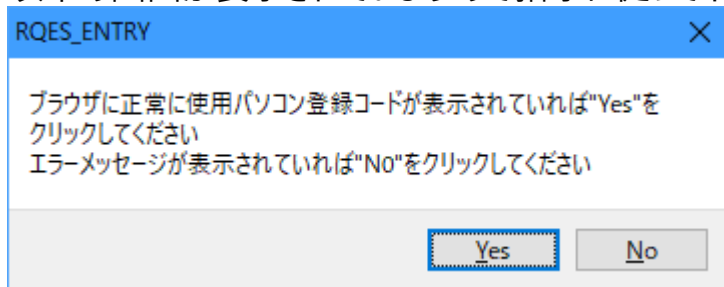 RQES_ENTRY
ブラウザに正常に使用パソコン登録コードが表示されていれば"Yes"を
クリックしてください
エラーメッセージが表示されていれば"N0"をクリックしてください
Yes
No